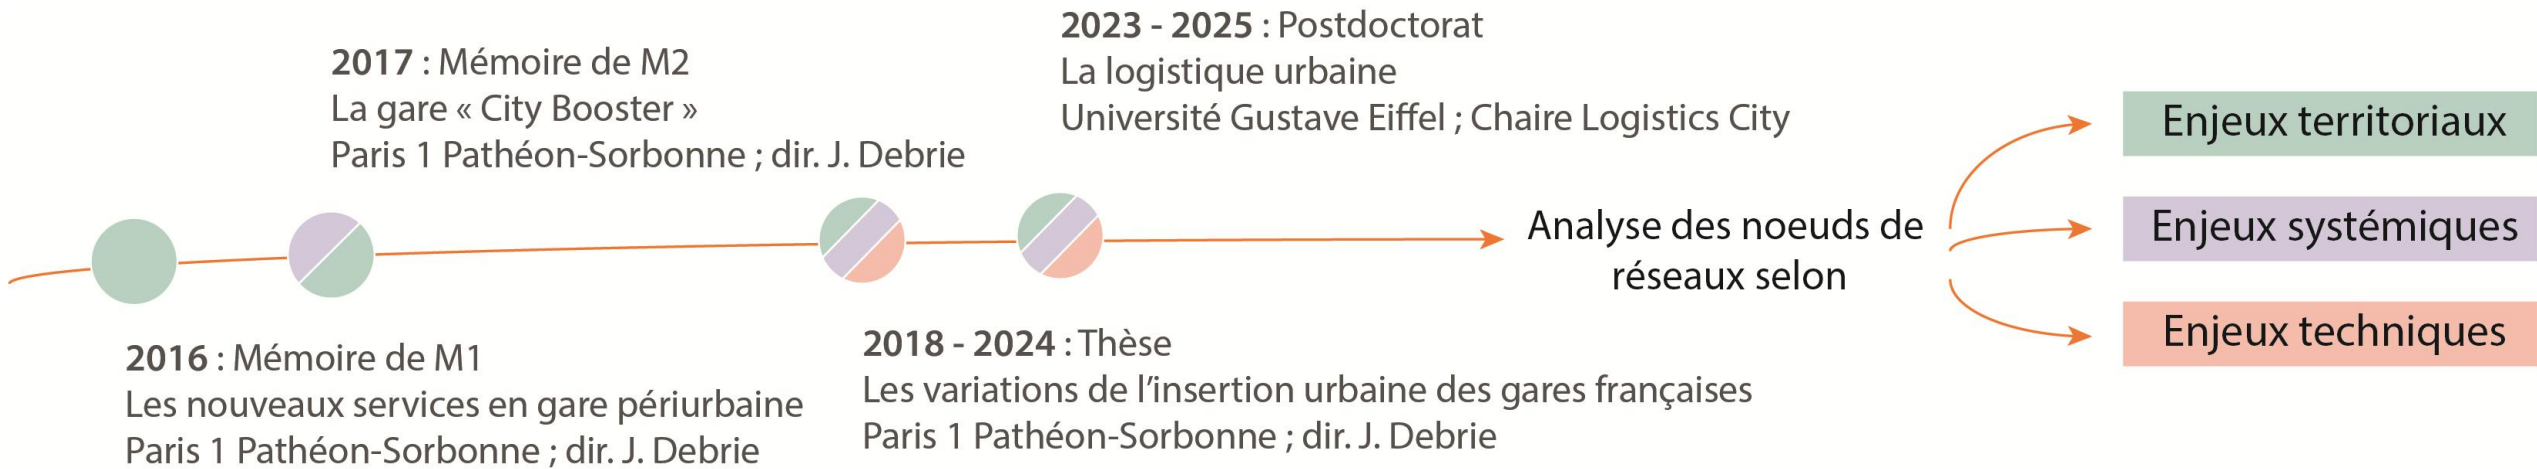 2016 : Mémoire de M1
Les nouveaux services en gare périurbaine
Paris 1 Pathéon-Sorbonne ; dir. J. Debrie
2017 : Mémoire de M2
La gare « City Booster »
Paris 1 Pathéon-Sorbonne ; dir. J. Debrie
2018 - 2024 : Thèse
Les variations de l’insertion urbaine des gares françaises
Paris 1 Pathéon-Sorbonne ; dir. J. Debrie
2023 - 2025 : Postdoctorat
La logistique urbaine
Université Gustave Eiffel ; Chaire Logistics City
Analyse des noeuds de
réseaux selon
Enjeux territoriaux
Enjeux systémiques
Enjeux techniques